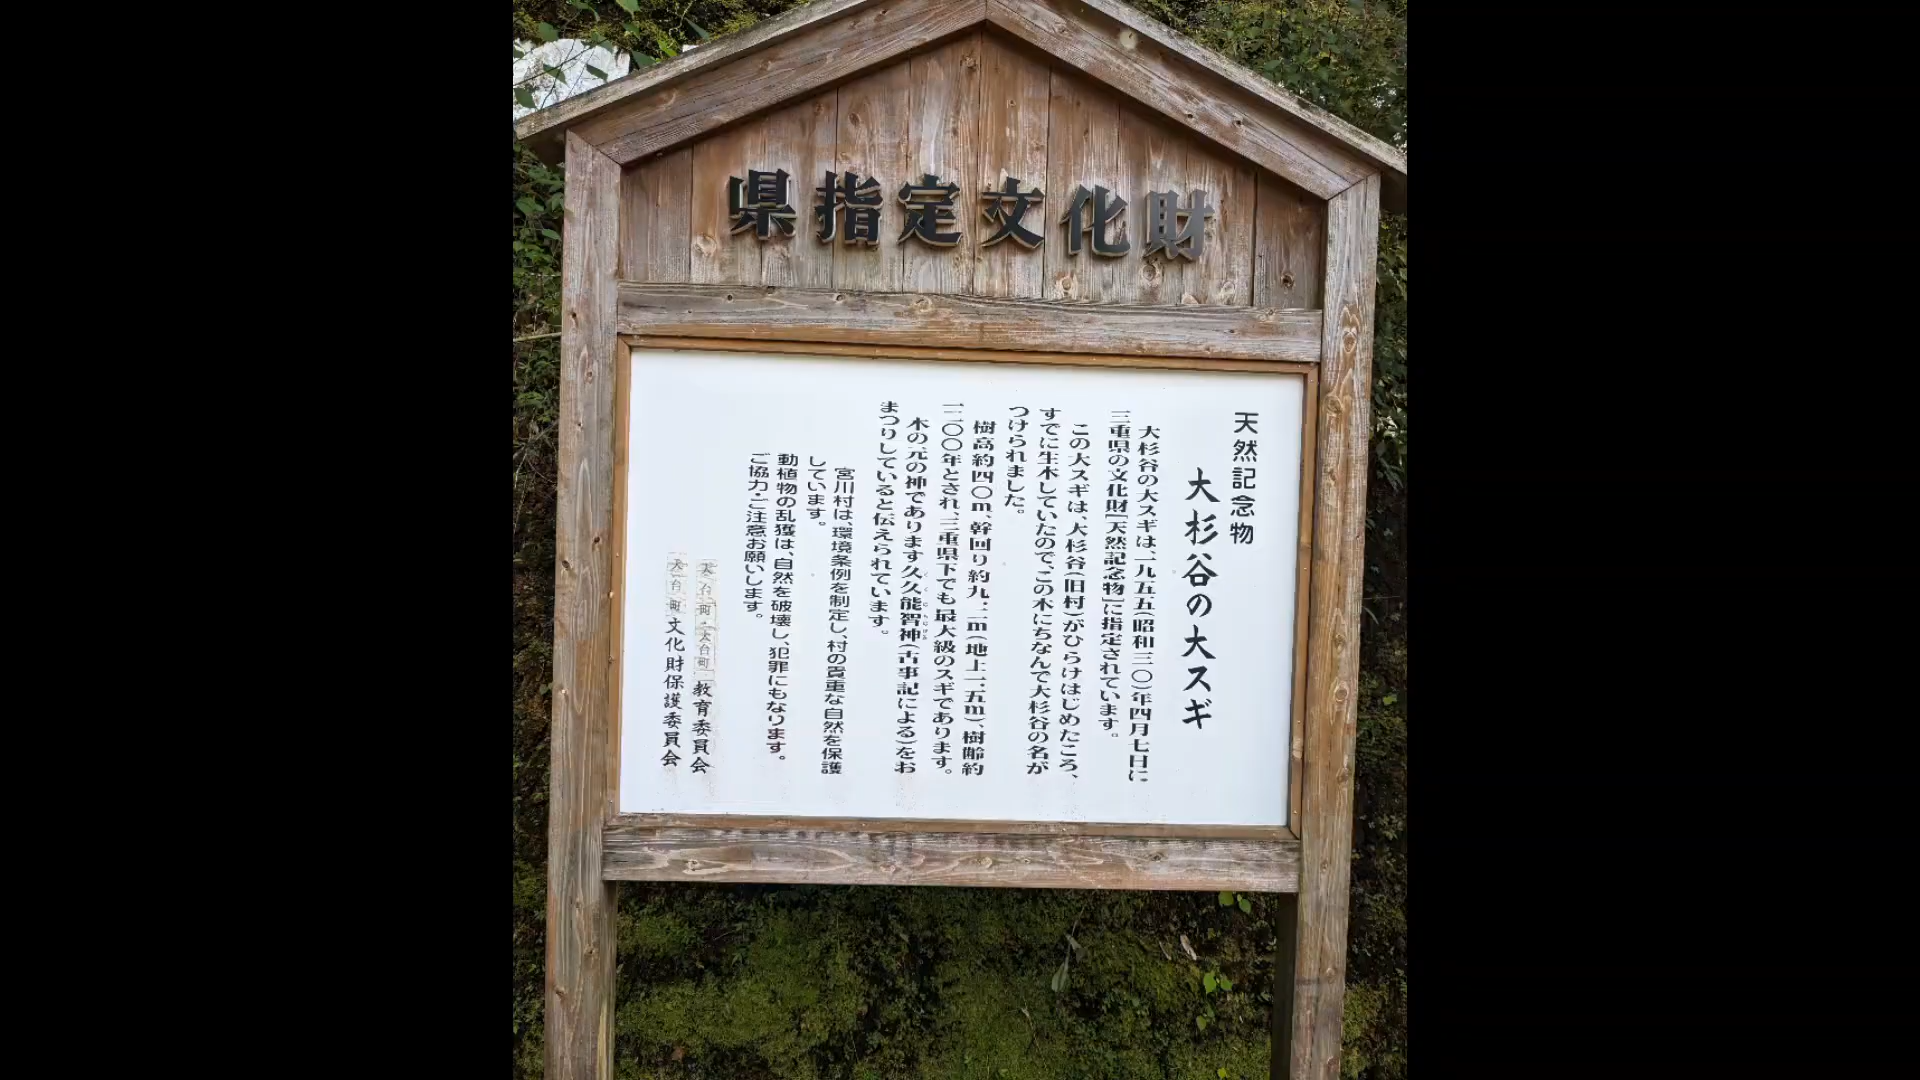 県指定文化財
天然記念物
大杉谷の大スギ
大杉谷の大スギは、一九五五(昭和三〇)年四月七日に
三重県の文化財[天然記念物]に指定されています。
この大スギは、大杉谷(旧村)がひらけはじめたころ、
すでに生木していたので、この木にちなんで大杉谷の名が
つけられました。
樹高約四〇m、幹回り約九.二m(地上一.五m)、樹齢約
一二〇〇年とされ、三重県下でも最大級のスギであります。
木の元の神であります久久能智神(古事記による)をお
まつりしていると伝えられています。
宮川村は、環境条例を制定し、村の貴重な自然を保護
しています。
動植物の乱獲は、自然を破壊し、犯罪にもなります。
ご協力・ご注意お願いします。
大台町教育委員会
大台町文化財保護委員会